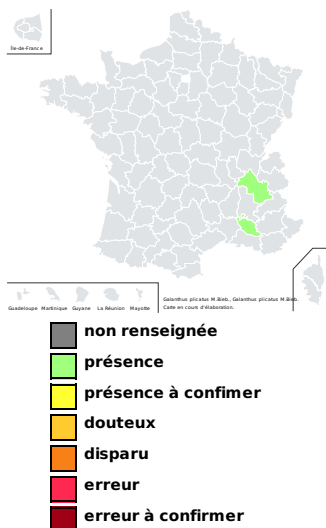 Île-de-France
Guadeloupe Martinique Guyane La Réunion Mayotte
Galanthus plicatus M.Bieb., Galanthus plicatus M.Bieb.
Carte en cours d'élaboration.
non renseignée
présence
présence à confimer
douteux
disparu
erreur
erreur à confirmer